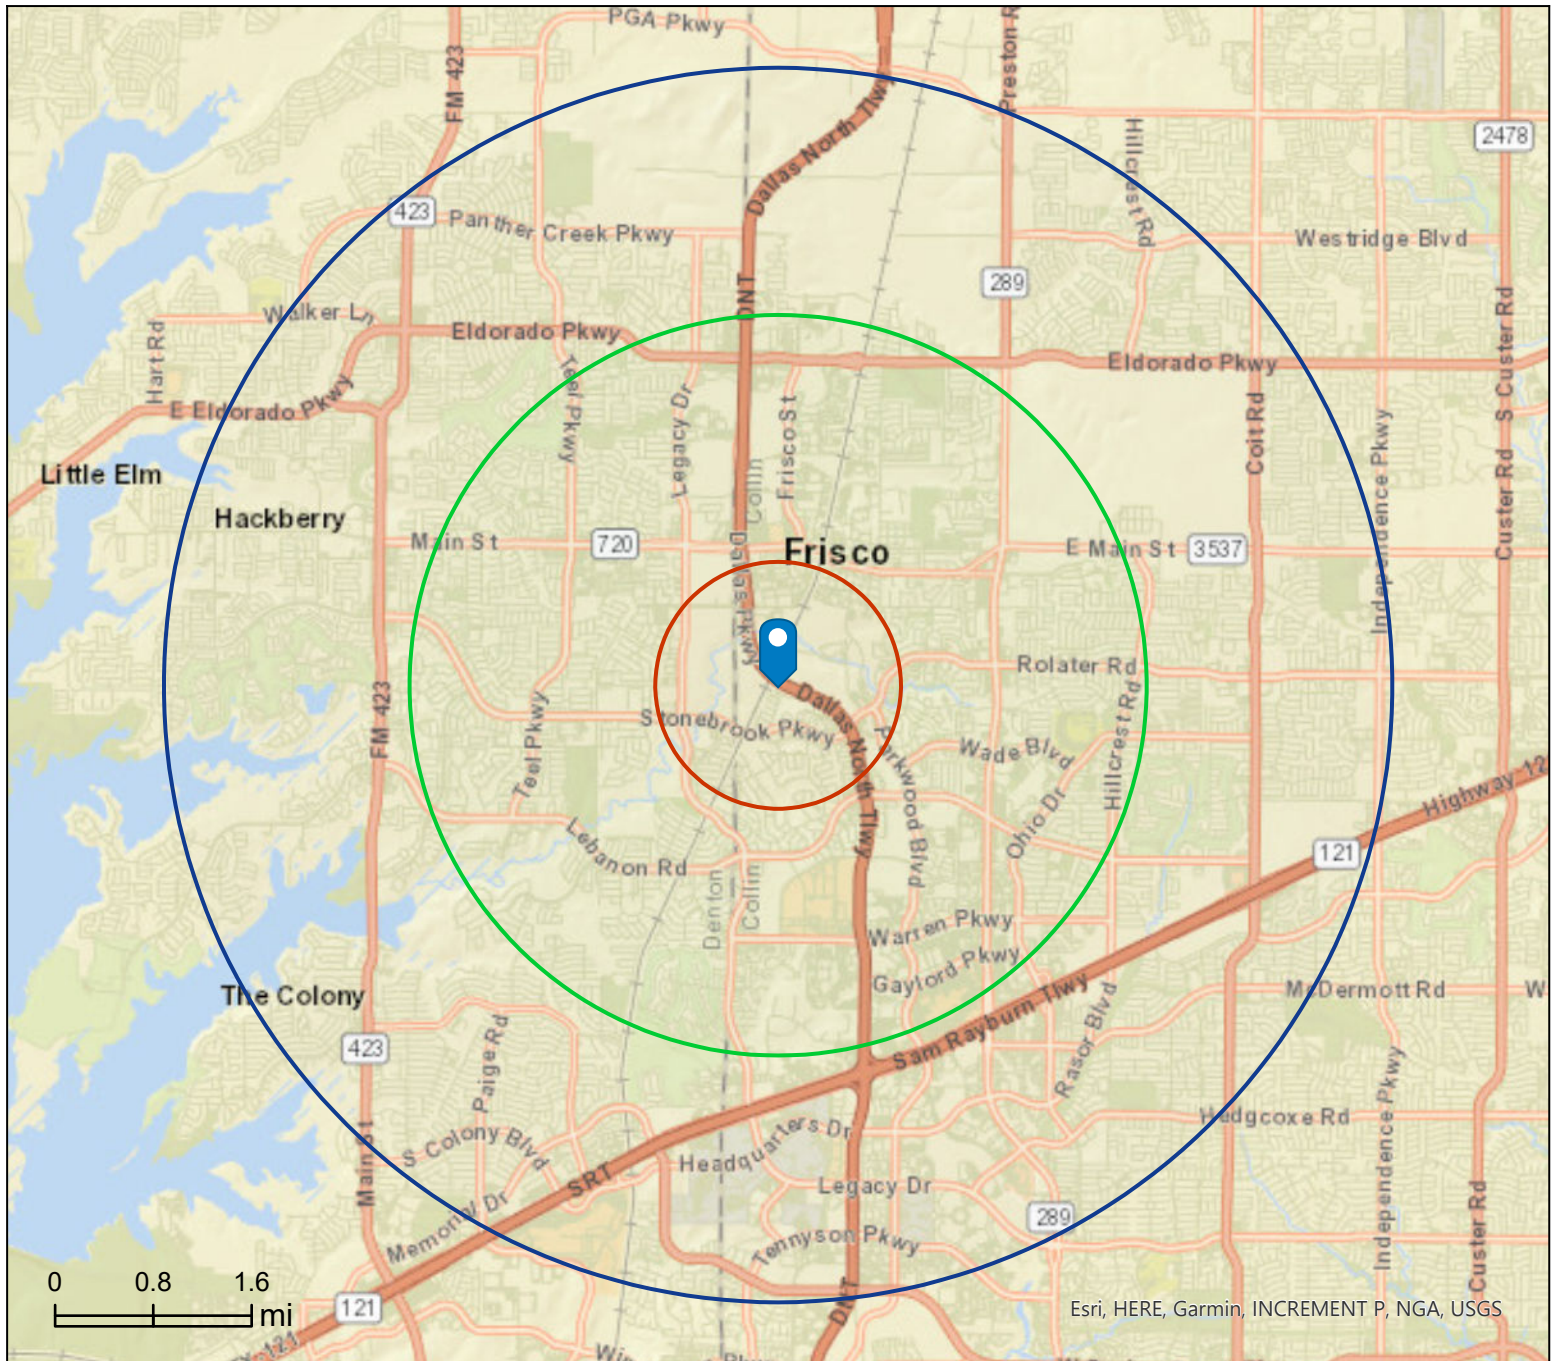 PGA Pkwy
FM 423
Preston R
Dallas North Tlwy
Hillcrest Rd
2478
423
Panther Creek Pkwy
Westridge Blvd
289
DNT
Walker Ln
Hart Rd
Eldorado Pkwy
Eldorado Pkwy
S Custer Rd
E Eldorado Pkwy
Teel Pkwy
Legacy Dr
Frisco St
Coit Rd
Independence Pkwy
Collin
Little Elm
Hackberry
Main St
720
Frisco
E Main St
3537
Custer Rd
Dallas Pkwy
Rolater Rd
FM 423
Teel Pkwy
Stonebrook Pkwy
Dallas North Tlwy
Parkwood Blvd
Wade Blvd
Hillcrest Rd
Highway 12
Ohio Dr
121
Lebanon Rd
Denton
Collin
Warren Pkwy
Gaylord Pkwy
The Colony
McDermott Rd
W
423
Paige Rd
Sam Rayburn Tlwy
Rasor Blvd
Independence Pkwy
Hedgcoxe Rd
Main St
S Colony Blvd
Headquarters Dr
SRT
Legacy Dr
Memorial Dr
289
Tennyson Pkwy
Custer Rd
0 0.8 1.6
mi
121
DNT
Esri, HERE, Garmin, INCREMENT P, NGA, USGS